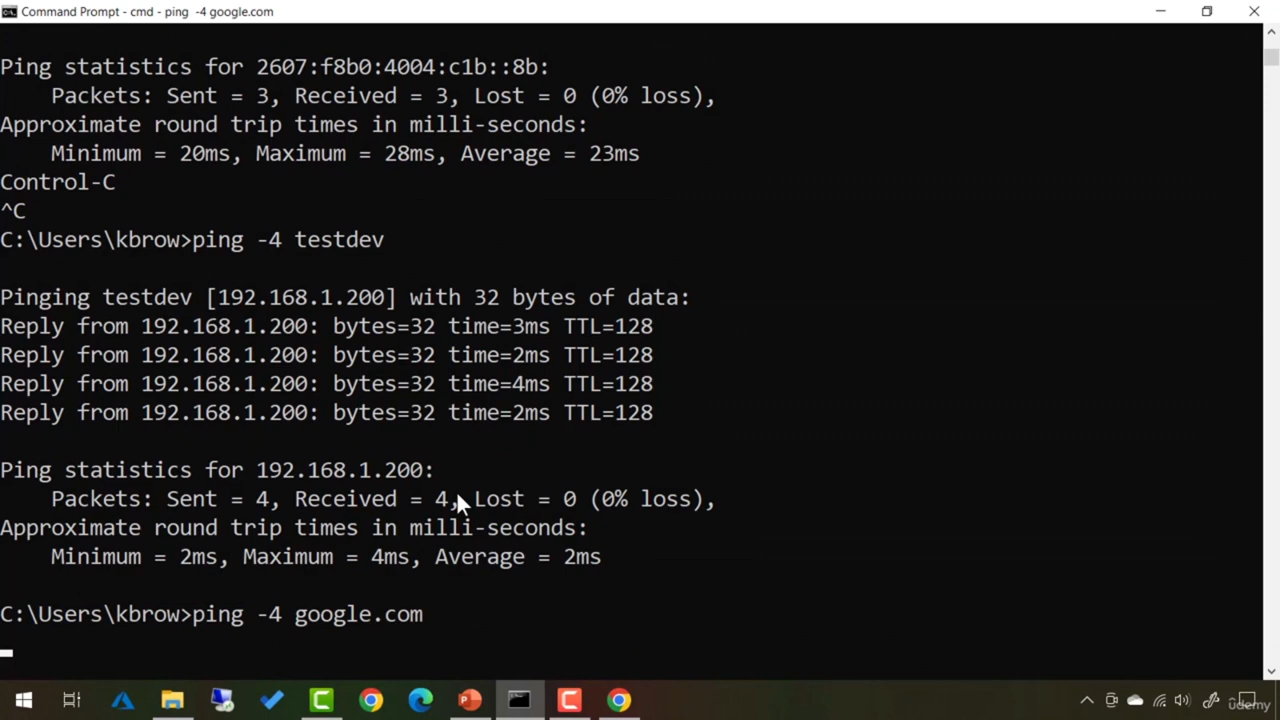 Command Prompt - cmd - ping  -4 google.com
Ping statistics for 2607:f8b0:4004:c1b::8b:
    Packets: Sent = 3, Received = 3, Lost = 0 (0% loss),
Approximate round trip times in milli-seconds:
    Minimum = 20ms, Maximum = 28ms, Average = 23ms
Control-C
^C
C:\Users\kbrow>ping -4 testdev
Pinging testdev [192.168.1.200] with 32 bytes of data:
Reply from 192.168.1.200: bytes=32 time=3ms TTL=128
Reply from 192.168.1.200: bytes=32 time=2ms TTL=128
Reply from 192.168.1.200: bytes=32 time=4ms TTL=128
Reply from 192.168.1.200: bytes=32 time=2ms TTL=128
Ping statistics for 192.168.1.200:
    Packets: Sent = 4, Received = 4, Lost = 0 (0% loss),
Approximate round trip times in milli-seconds:
    Minimum = 2ms, Maximum = 4ms, Average = 2ms
C:\Users\kbrow>ping -4 google.com
udemy